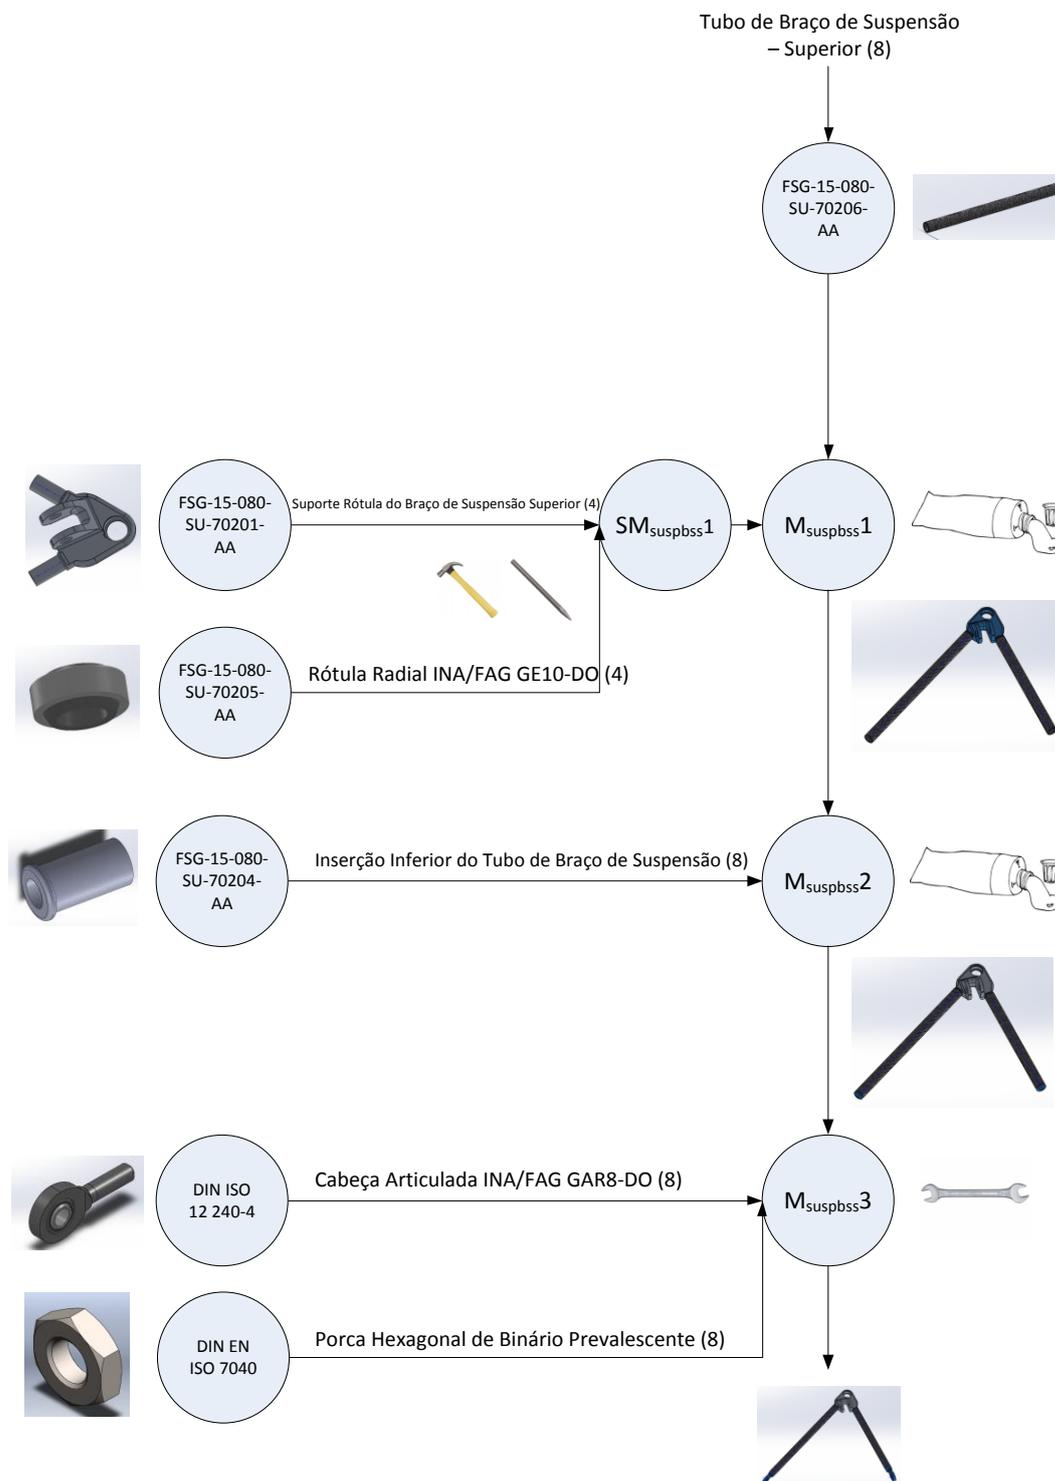 Tubo de Braço de Suspensão
– Superior (8)
FSG-15-080-
SU-70206-
AA
FSG-15-080-
SU-70201-
AA
Suporte Rótula do Braço de Suspensão Superior (4)
SMsuspbss1
Msuspbss1
FSG-15-080-
SU-70205-
AA
Rótula Radial INA/FAG GE10-DO (4)
FSG-15-080-
SU-70204-
AA
Inserção Inferior do Tubo de Braço de Suspensão (8)
Msuspbss2
DIN ISO
12 240-4
Cabeça Articulada INA/FAG GAR8-DO (8)
Msuspbss3
DIN EN
ISO 7040
Porca Hexagonal de Binário Prevalescente (8)